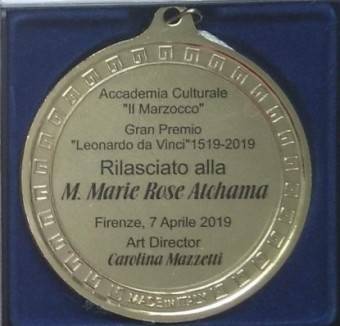 Accademia Culturale
"Il Marzocco"
Gran Premio
"Leonardo da Vinci"1519-2019
Rilasciato alla
M. Marie Rose Atchama
Firenze, 7 Aprile 2019
Art Director
Carolina Mazzetti
MADE IN ITALY